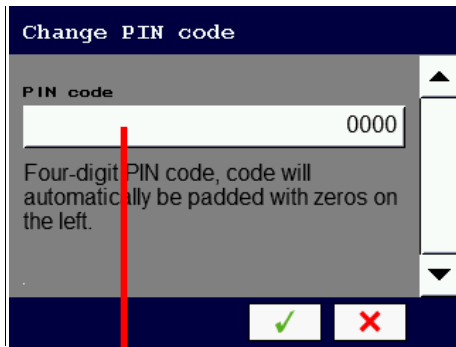 Change PIN code
PIN code
0000
Four-digit PIN code, code will
automatically be padded with zeros on
the left.